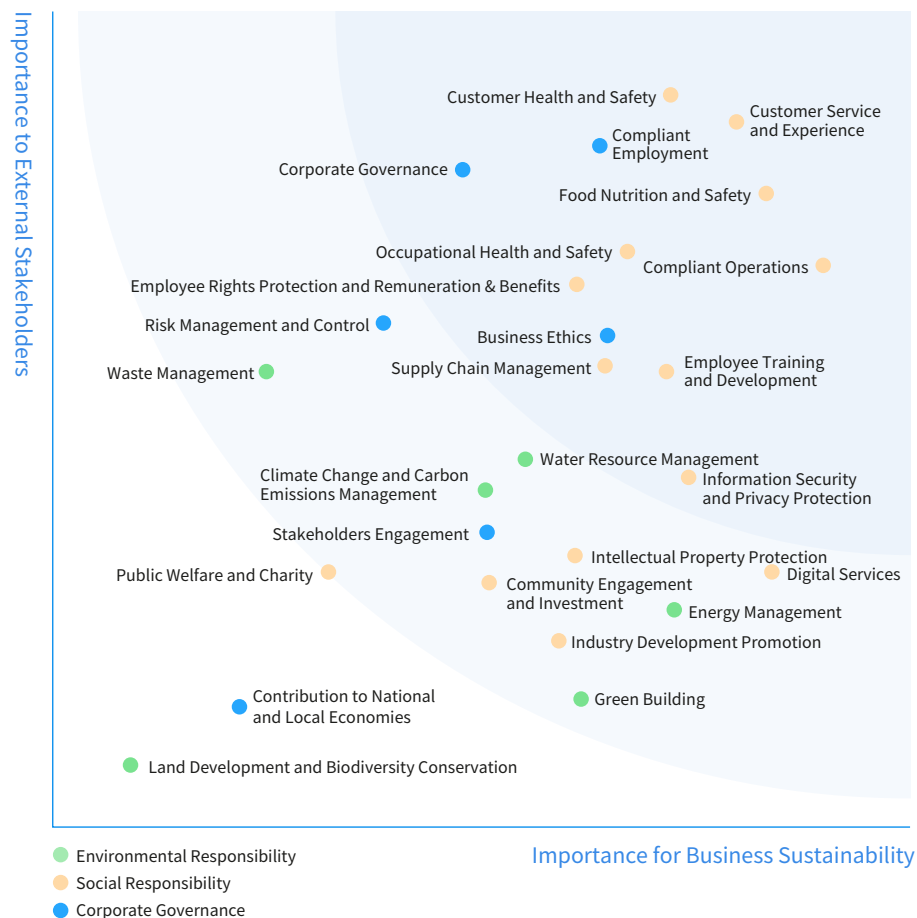 Importance to External Stakeholders
Customer Health and Safety
Customer Service
and Experience
Compliant
Employment
Corporate Governance
Food Nutrition and Safety
Occupational Health and Safety
Compliant Operations
Employee Rights Protection and Remuneration & Benefits
Risk Management and Control
Business Ethics
Waste Management
Supply Chain Management
Employee Training
and Development
Water Resource Management
Climate Change and Carbon
Emissions Management
Information Security
and Privacy Protection
Stakeholders Engagement
Intellectual Property Protection
Public Welfare and Charity
Digital Services
Community Engagement
and Investment
Energy Management
Industry Development Promotion
Contribution to National
and Local Economies
Green Building
Land Development and Biodiversity Conservation
Importance for Business Sustainability
Environmental Responsibility
Social Responsibility
Corporate Governance